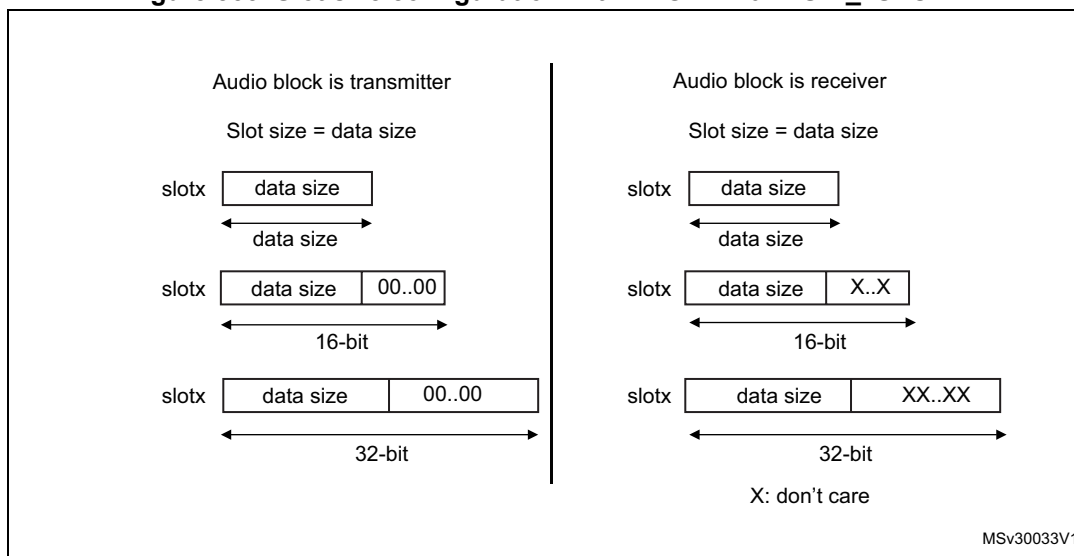 Audio block is transmitter
Slot size = data size
slotx data size
data size
slotx data size 00..00
16-bit
slotx data size 00..00
32-bit
Audio block is receiver
Slot size = data size
slotx data size
data size
slotx data size X..X
16-bit
slotx data size XX..XX
32-bit
X: don't care
MSv30033V1